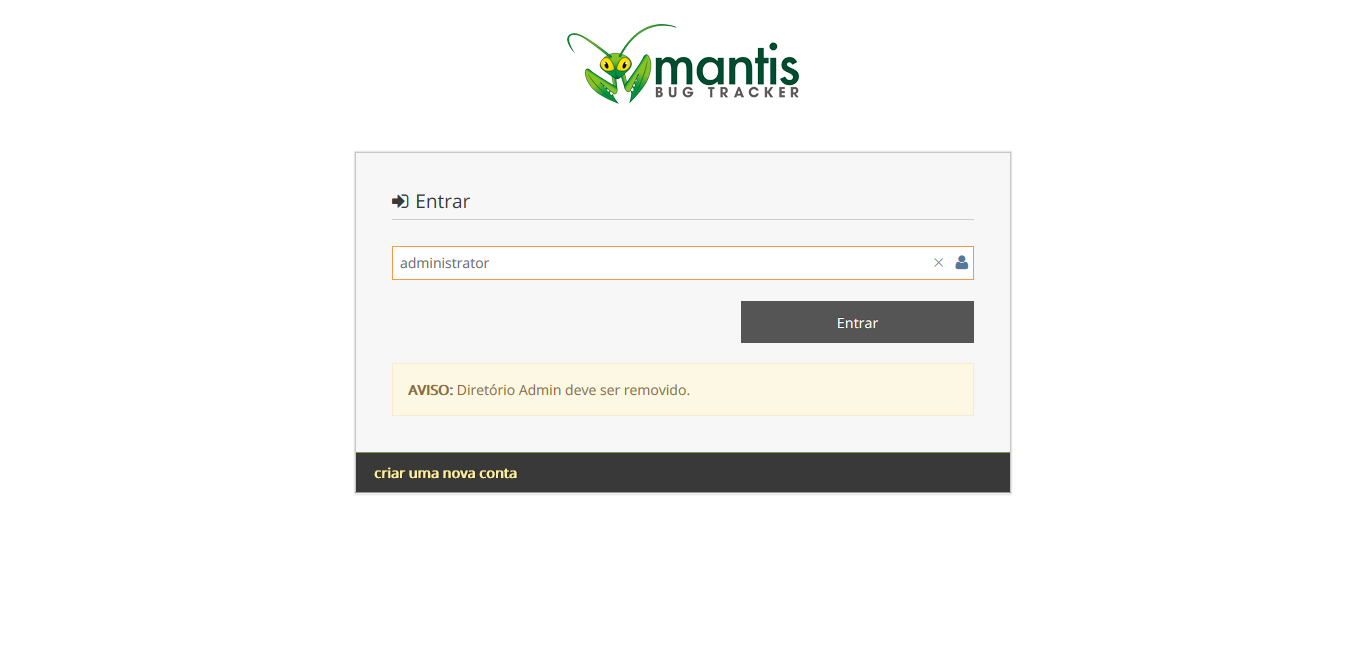 mantis
BUG TRACKER
Entrar
administrator
Entrar
AVISO: Diretório Admin deve ser removido.
criar uma nova conta